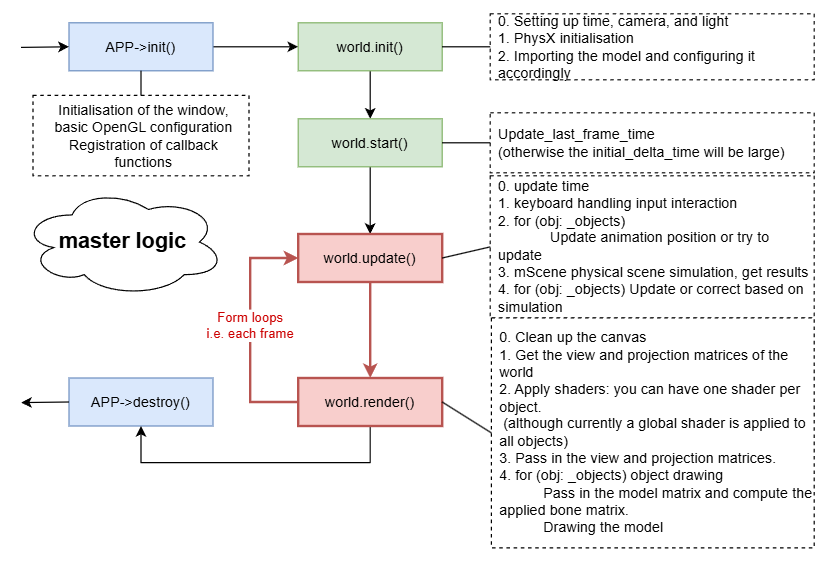 APP->init()
world.init()
0. Setting up time, camera, and light
1. PhysX initialisation
2. Importing the model and configuring it
accordingly
Initialisation of the window,
basic OpenGL configuration
Registration of callback
functions
world.start()
Update_last_frame_time
(otherwise the initial_delta_time will be large)
master logic
world.update()
0. update time
1. keyboard handling input interaction
2. for (obj: _objects)
Update animation position or try to
update
3. mScene physical scene simulation, get results
4. for (obj: _objects) Update or correct based on
simulation
Form loops
i.e. each frame
APP->destroy()
world.render()
0. Clean up the canvas
1. Get the view and projection matrices of the
world
2. Apply shaders: you can have one shader per
object.
(although currently a global shader is applied to
all objects)
3. Pass in the view and projection matrices.
4. for (obj: _objects) object drawing
Pass in the model matrix and compute the
applied bone matrix.
Drawing the model